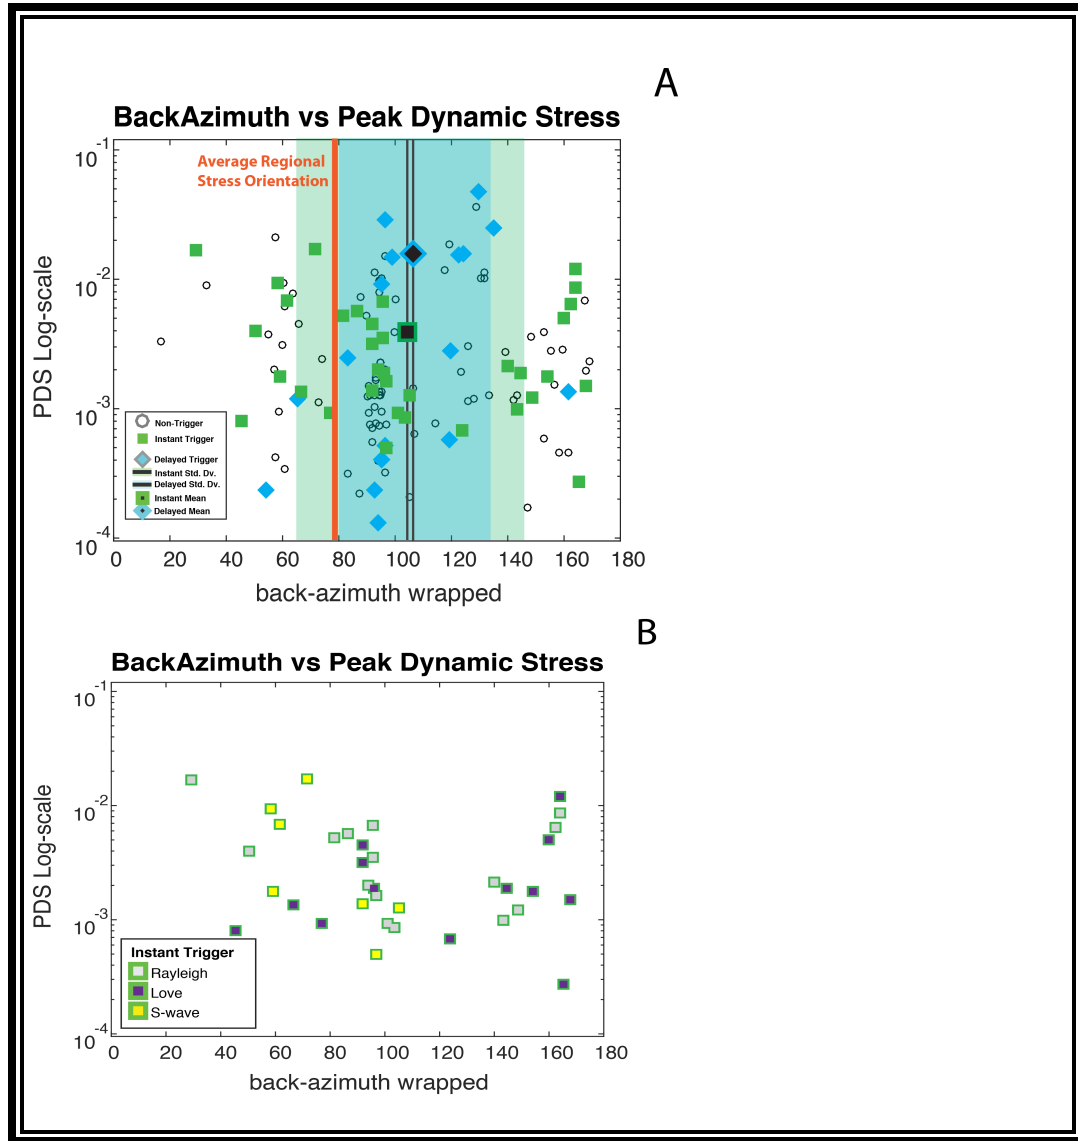 A
BackAzimuth vs Peak Dynamic Stress
Average Regional
Stress Orientation
10-1
10-2
10-3
10-4
PDS Log-scale
Non-Trigger
Instant Trigger
Delayed Trigger
Instant Std. Dv.
Delayed Std. Dv.
Instant Mean
Delayed Mean
0 20 40 60 80 100 120 140 160 180
back-azimuth wrapped
B
BackAzimuth vs Peak Dynamic Stress
10-1
10-2
10-3
10-4
PDS Log-scale
Instant Trigger
Rayleigh
Love
S-wave
0 20 40 60 80 100 120 140 160 180
back-azimuth wrapped